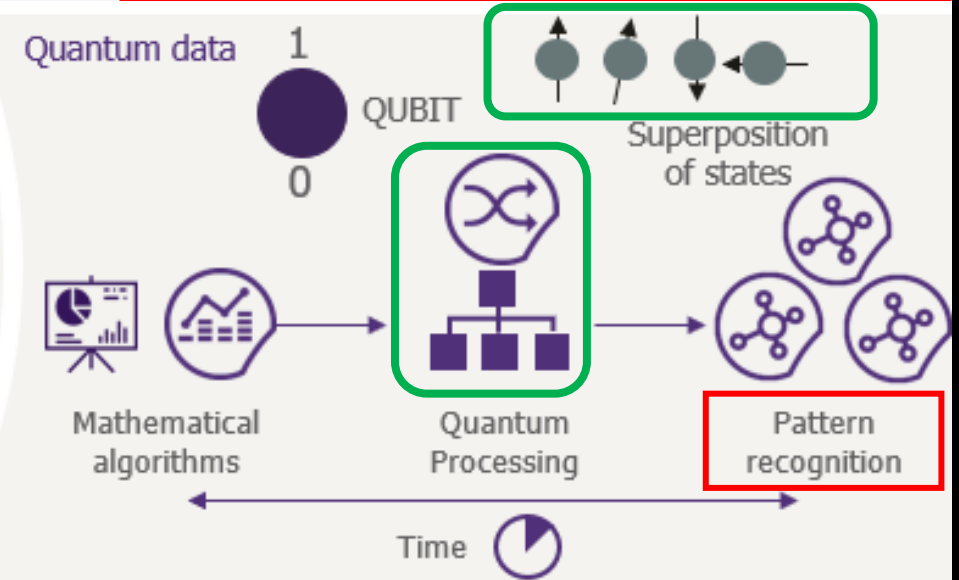 Quantum data
1
QUBIT
0
Superposition
of states
Mathematical
algorithms
Quantum
Processing
Pattern
recognition
Time